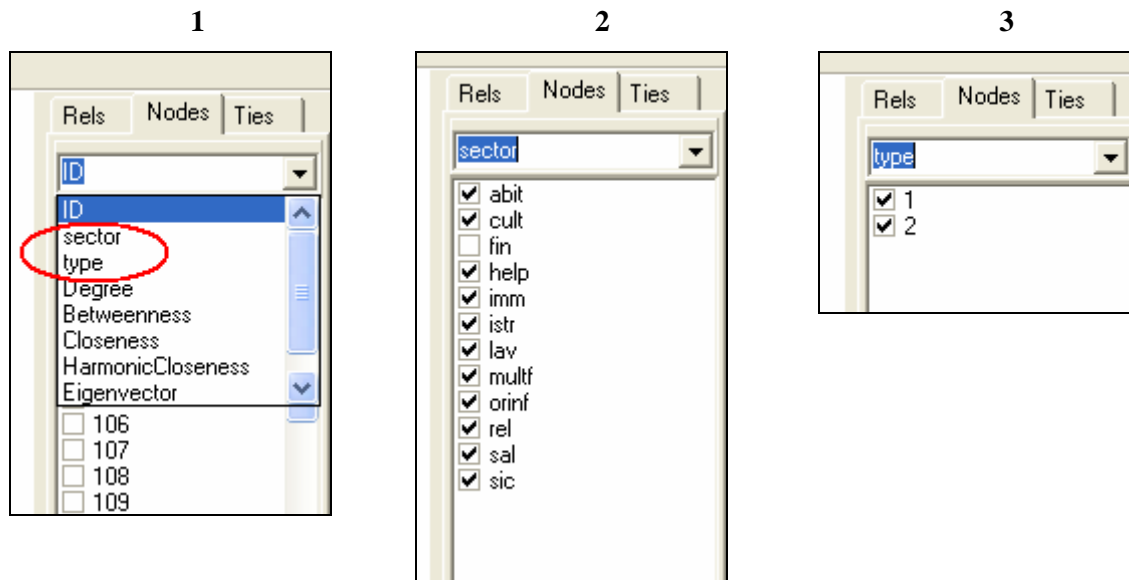 1
Rels Nodes Ties
ID
ID
sector
type
Degree
Betweenness
Closeness
HarmonicCloseness
Eigenvector
106
107
108
109
2
Rels Nodes Ties
sector
abit
cult
fin
help
imm
istr
lav
multf
orinf
rel
sal
sic
3
Rels Nodes Ties
type
1
2